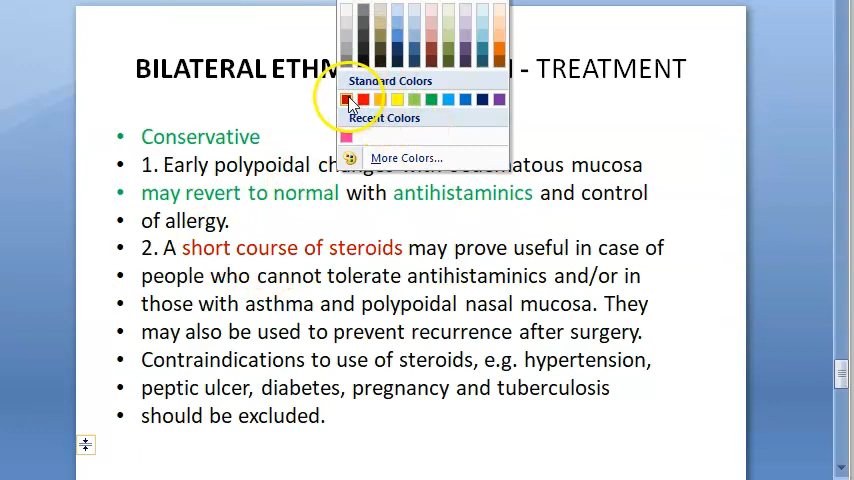 BILATERAL ETHM - TREATMENT
Standard Colors
Recent Colors
More Colors...
• Conservative
• 1. Early polypoidal changes with edematous mucosa
• may revert to normal with antihistaminics and control
• of allergy.
• 2. A short course of steroids may prove useful in case of
• people who cannot tolerate antihistaminics and/or in
• those with asthma and polypoidal nasal mucosa. They
• may also be used to prevent recurrence after surgery.
• Contraindications to use of steroids, e.g. hypertension,
• peptic ulcer, diabetes, pregnancy and tuberculosis
• should be excluded.